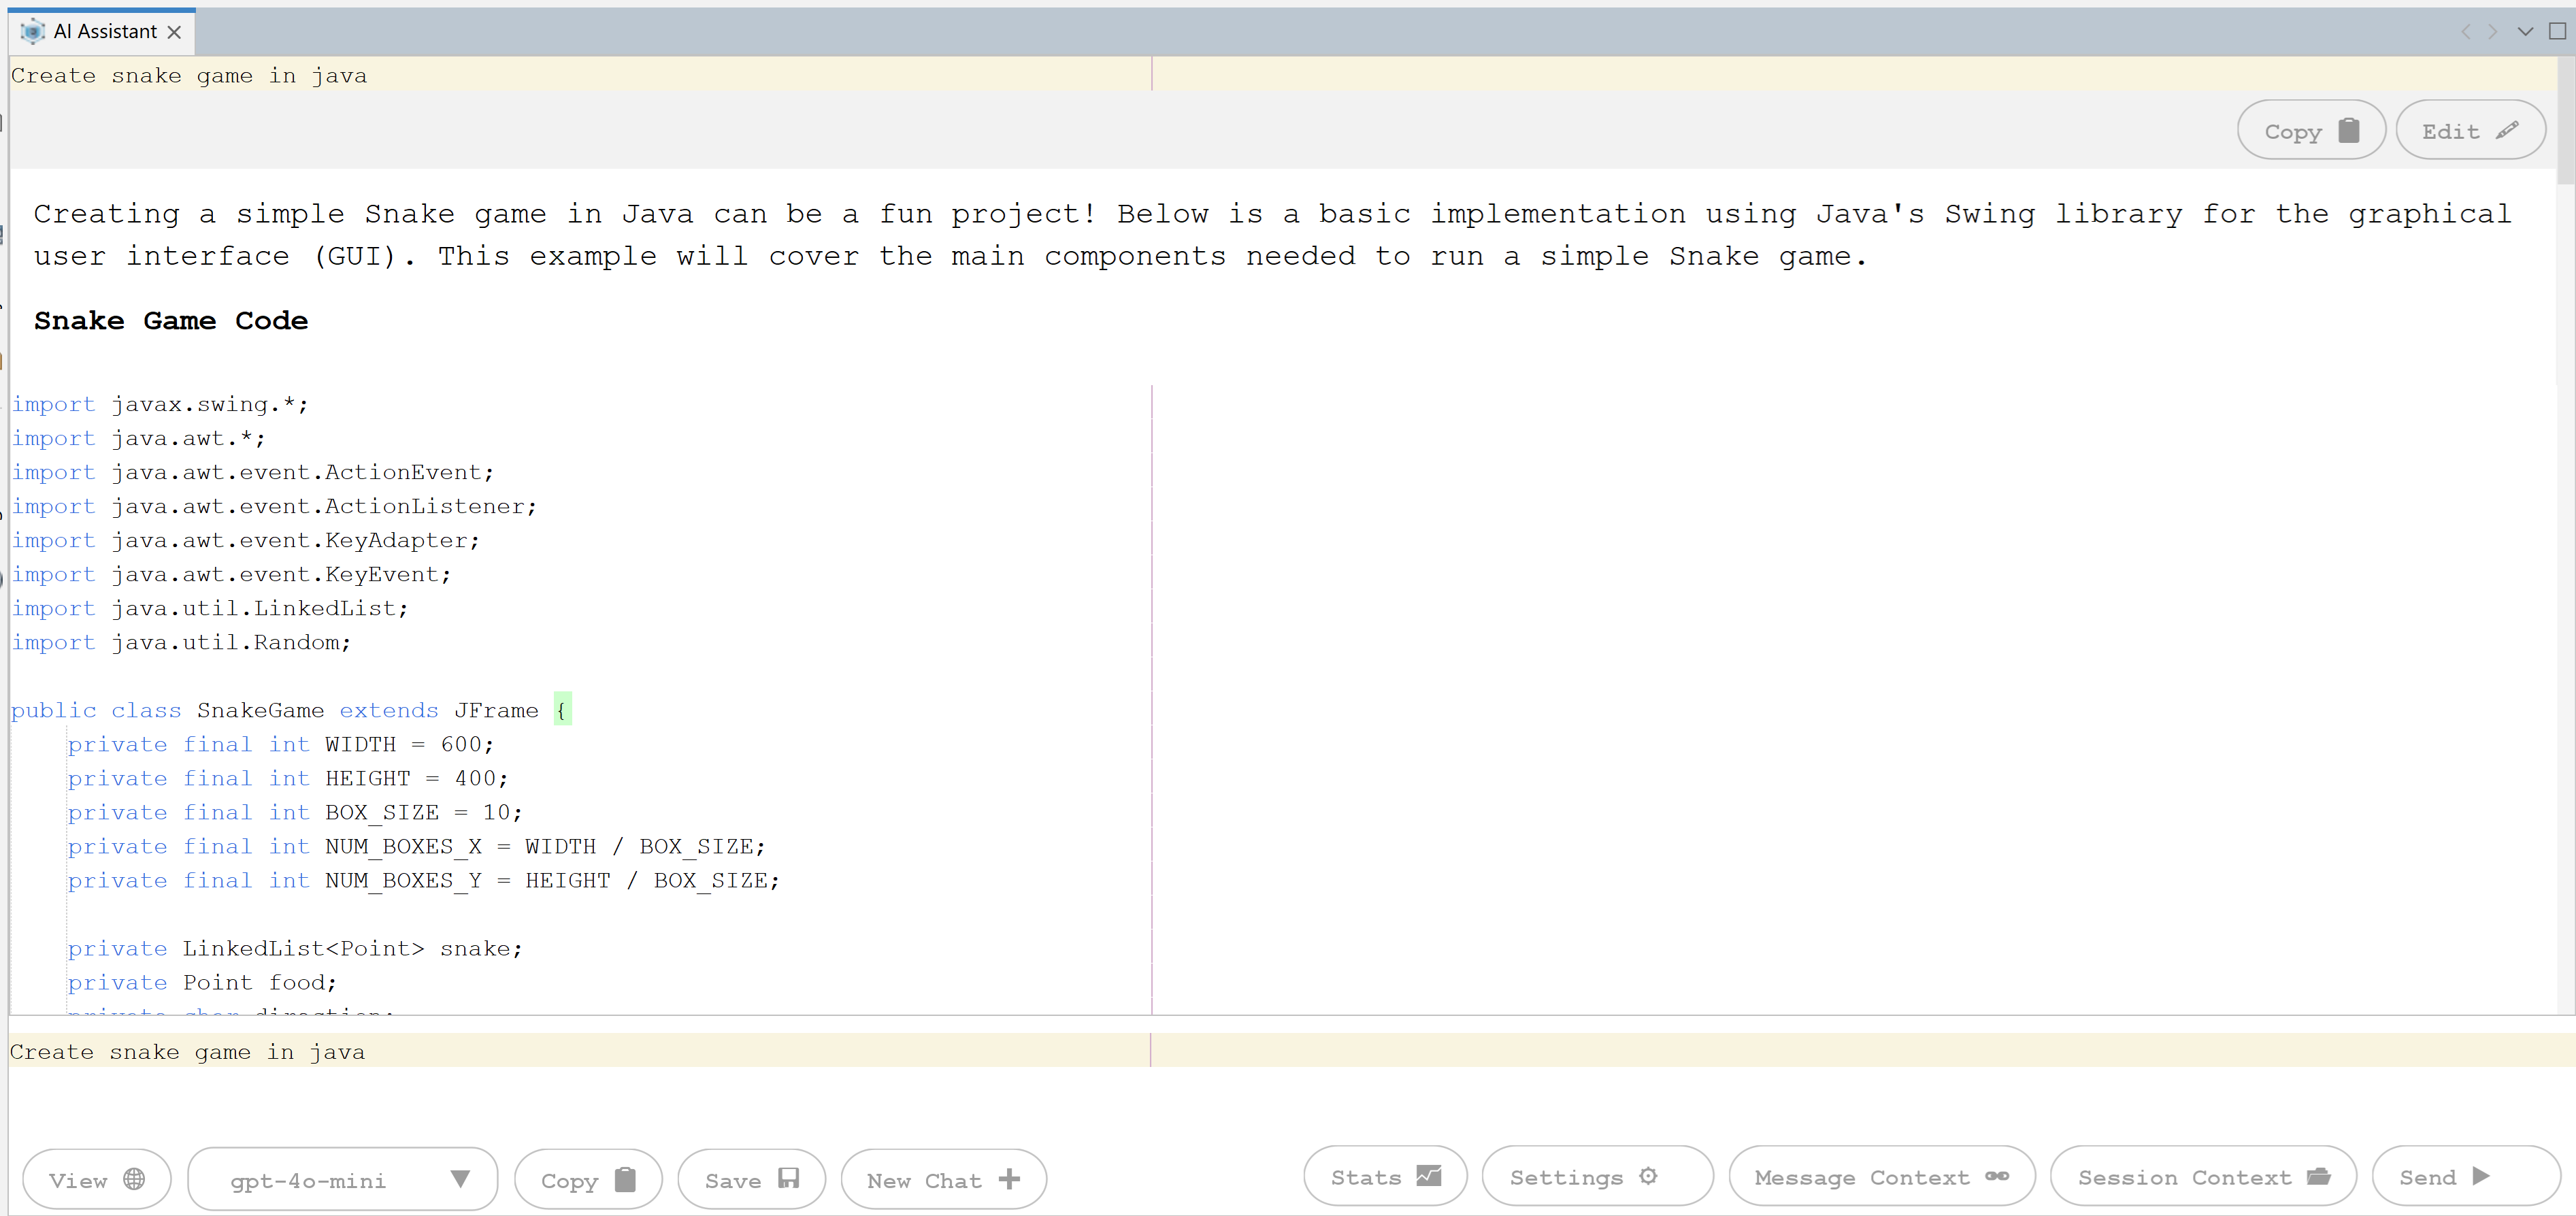 AI Assistant
Create snake game in java
Copy
Edit
Creating a simple Snake game in Java can be a fun project! Below is a basic implementation using Java's Swing library for the graphical
user interface (GUI). This example will cover the main components needed to run a simple Snake game.
Snake Game Code
import javax.swing.*;
import java.awt.*;
import java.awt.event.ActionEvent;
import java.awt.event.ActionListener;
import java.awt.event.KeyAdapter;
import java.awt.event.KeyEvent;
import java.util.LinkedList;
import java.util.Random;
public class SnakeGame extends JFrame {
    private final int WIDTH = 600;
    private final int HEIGHT = 400;
    private final int BOX_SIZE = 10;
    private final int NUM_BOXES_X = WIDTH / BOX_SIZE;
    private final int NUM_BOXES_Y = HEIGHT / BOX_SIZE;
    private LinkedList<Point> snake;
    private Point food;
    private char direction;
Create snake game in java
View
gpt-4o-mini
Copy
Save
New Chat
Stats
Settings
Message Context
Session Context
Send